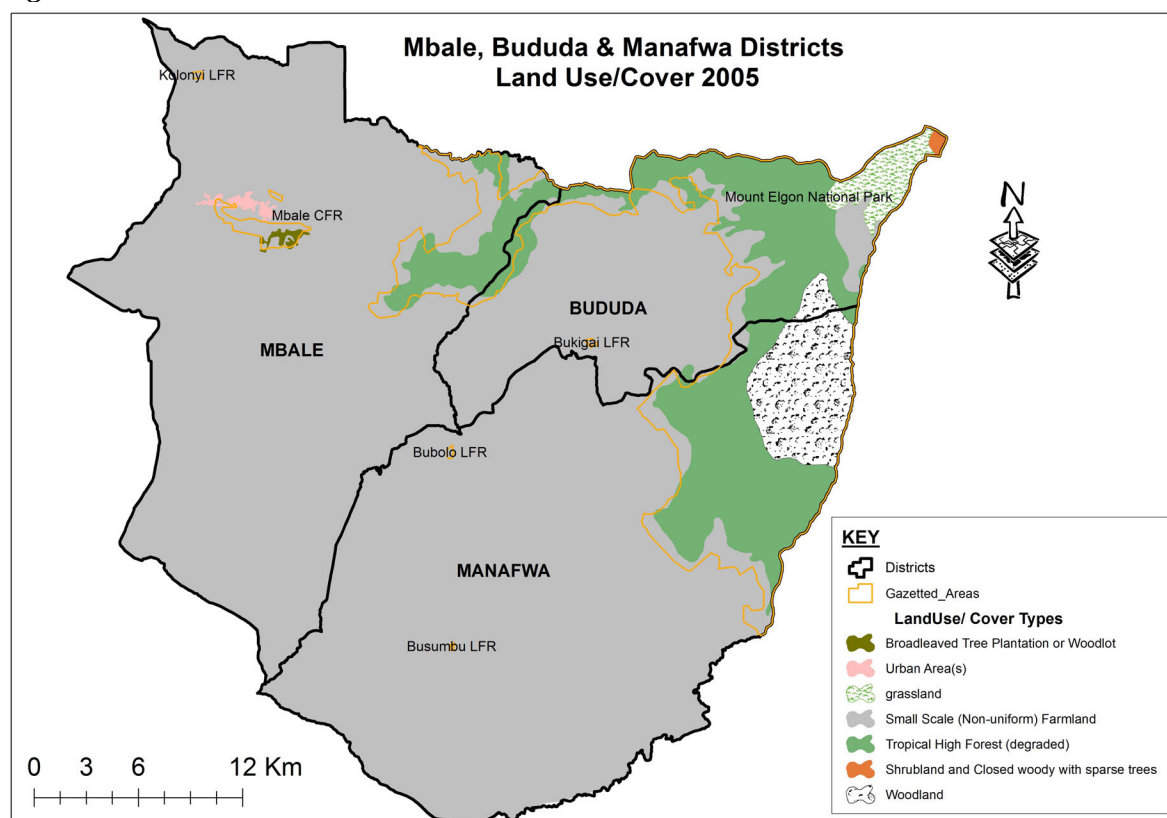 Mbale, Bududa & Manafwa Districts
Land Use/Cover 2005
Kolonyi LFR
Mount Elgon National Park
Mbale CFR
N
BUDUDA
Bukigai LFR
MBALE
Bubolo LFR
MANAFWA
Busumbu LFR
KEY
Districts
Gazetted_Areas
LandUse/ Cover Types
Broadleaved Tree Plantation or Woodlot
Urban Area(s)
grassland
Small Scale (Non-uniform) Farmland
Tropical High Forest (degraded)
Shrubland and Closed woody with sparse trees
Woodland
0 3 6 12 Km